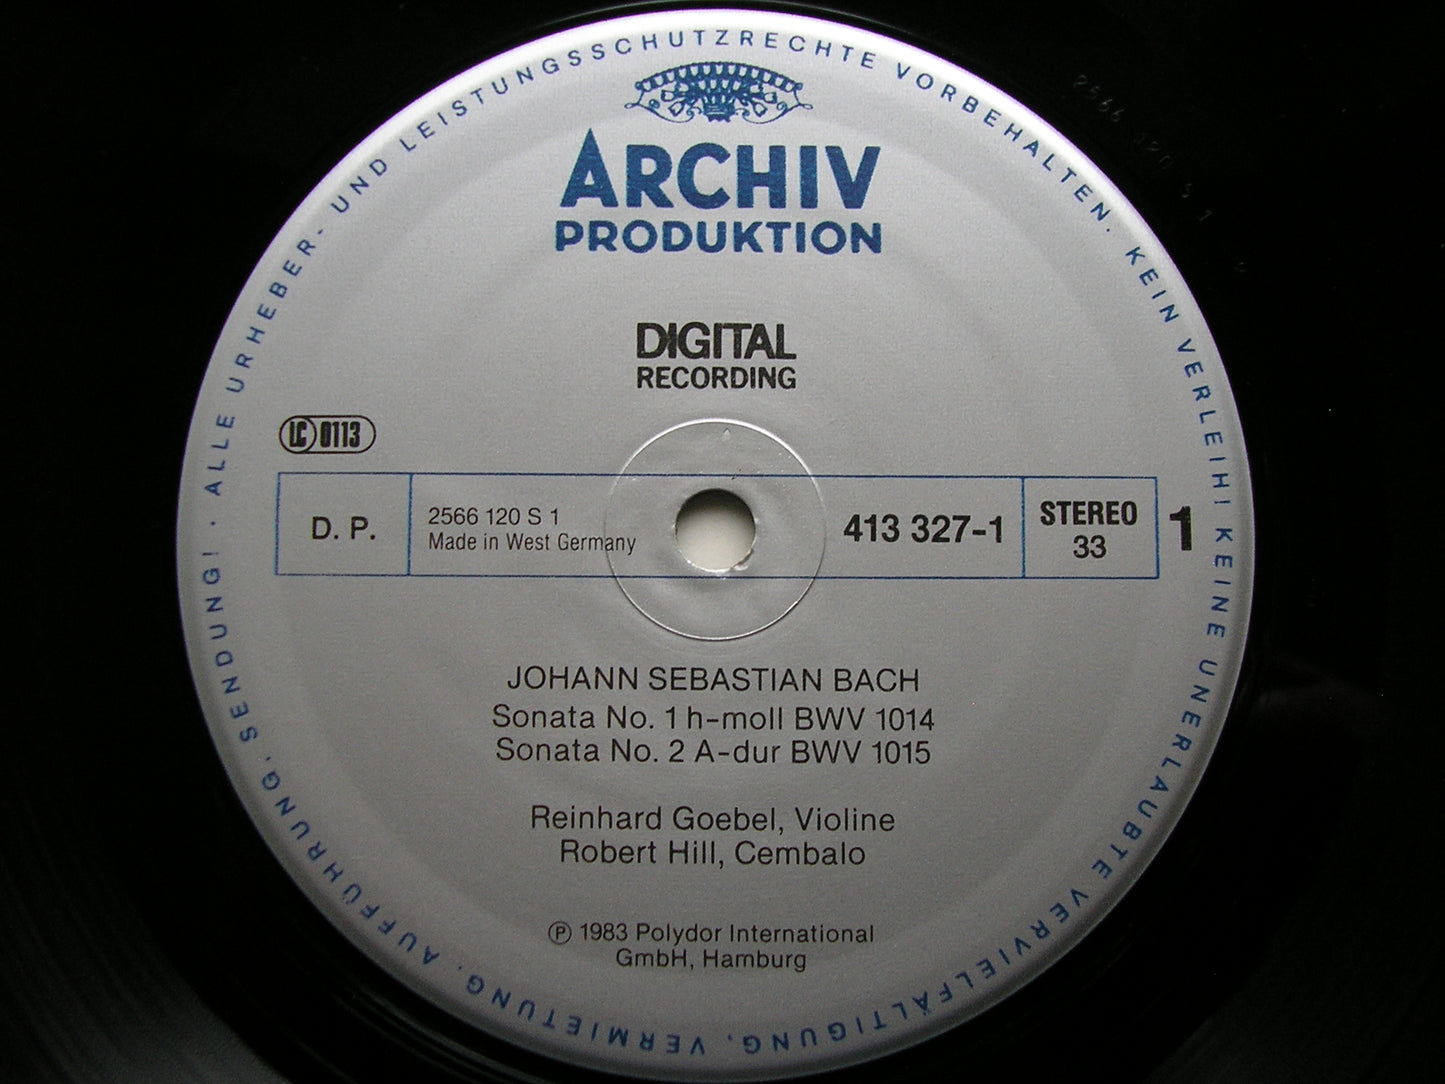 ALLE URHEBER- UND LEISTUNGSSCHUTZRECHTE VORBEHALTEN. KEIN VERLEIH! KEINE UNERLAUBTE VERVIELFÄLTIGUNG, VERMIETUNG, AUFFÜHRUNG, SENDUNG! ·
ARCHIV
PRODUKTION
DIGITAL
RECORDING
LC 0113
D. P.
2566 120 S 1
Made in West Germany
413 327-1
STEREO
33
1
JOHANN SEBASTIAN BACH
Sonata No. 1 h-moll BWV 1014
Sonata No. 2 A-dur BWV 1015
Reinhard Goebel, Violine
Robert Hill, Cembalo
℗ 1983 Polydor International
GmbH, Hamburg
2566 120 S 1